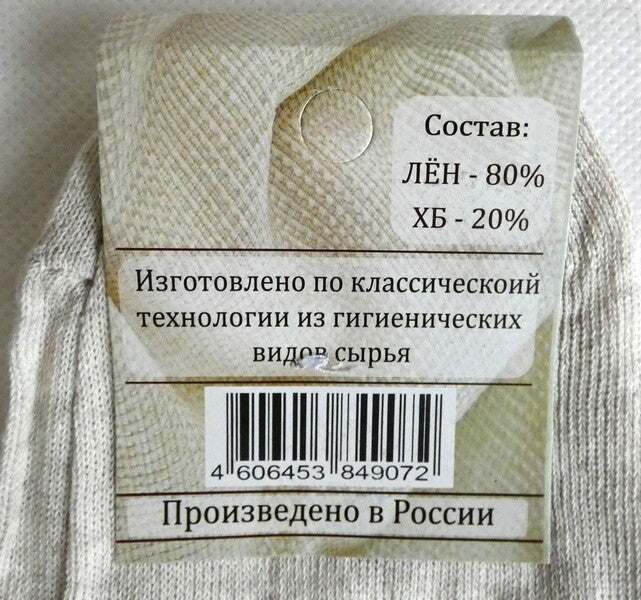 Состав:
ЛЁН - 80%
ХБ - 20%
Изготовлено по классическоий
технологии из гигиенических
видов сырья
4 606453 849072
Произведено в России